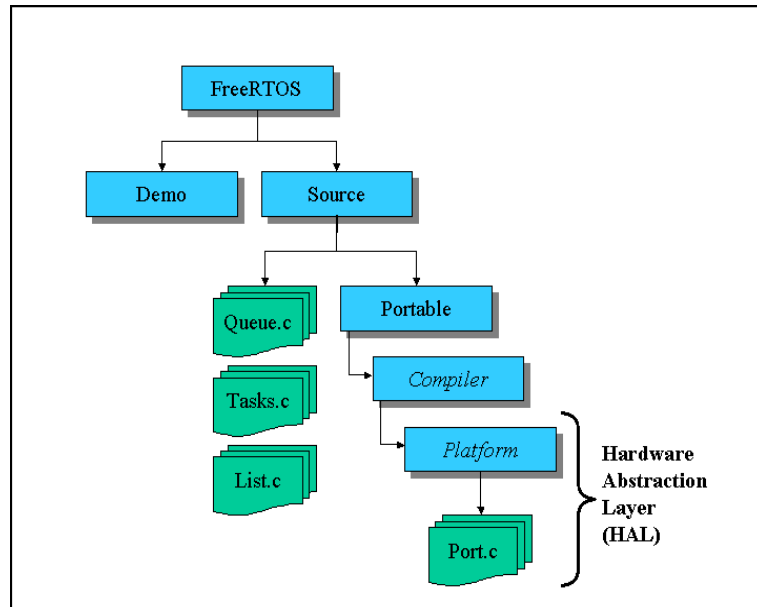 FreeRTOS
Demo
Source
Queue.c
Portable
Tasks.c
Compiler
List.c
Platform
Port.c
Hardware
Abstraction
Layer
(HAL)